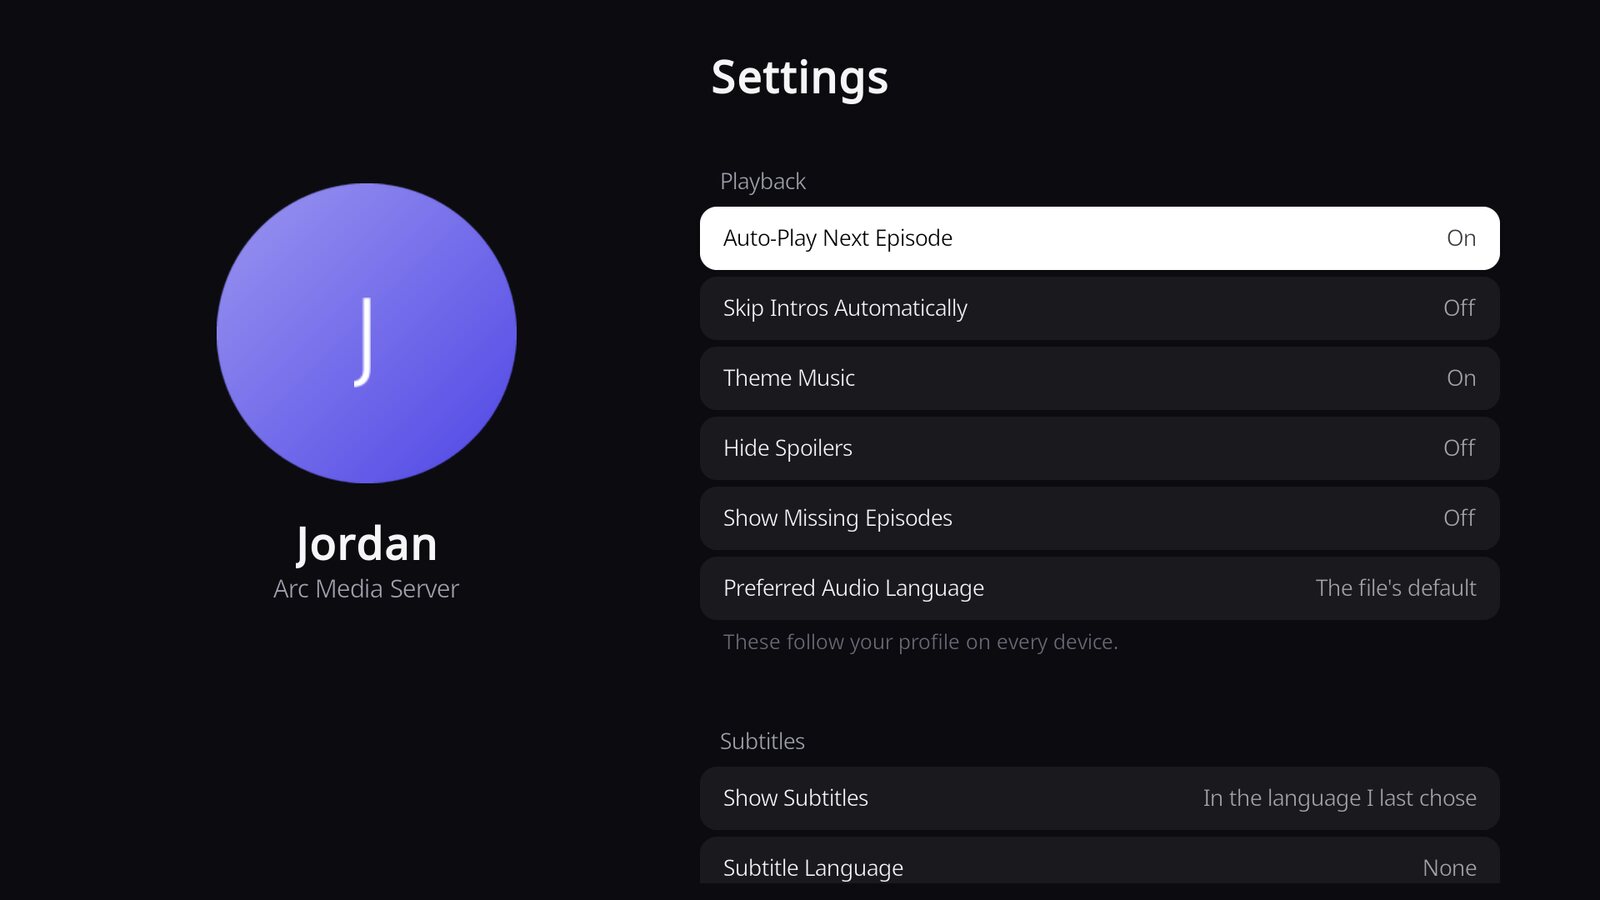 Settings
J
Jordan
Arc Media Server
Playback
Auto-Play Next Episode On
Skip Intros Automatically Off
Theme Music On
Hide Spoilers Off
Show Missing Episodes Off
Preferred Audio Language The file's default
These follow your profile on every device.
Subtitles
Show Subtitles In the language I last chose
Subtitle Language None